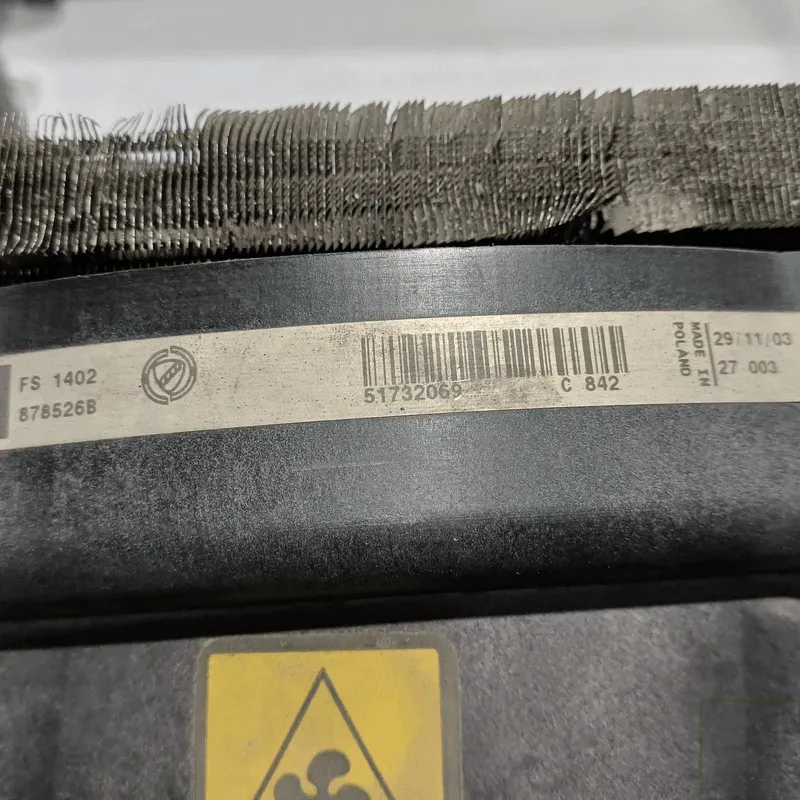 FS 1402
878526B
51732069 C 842
MADE IN
POLAND
29/11/03
27 003